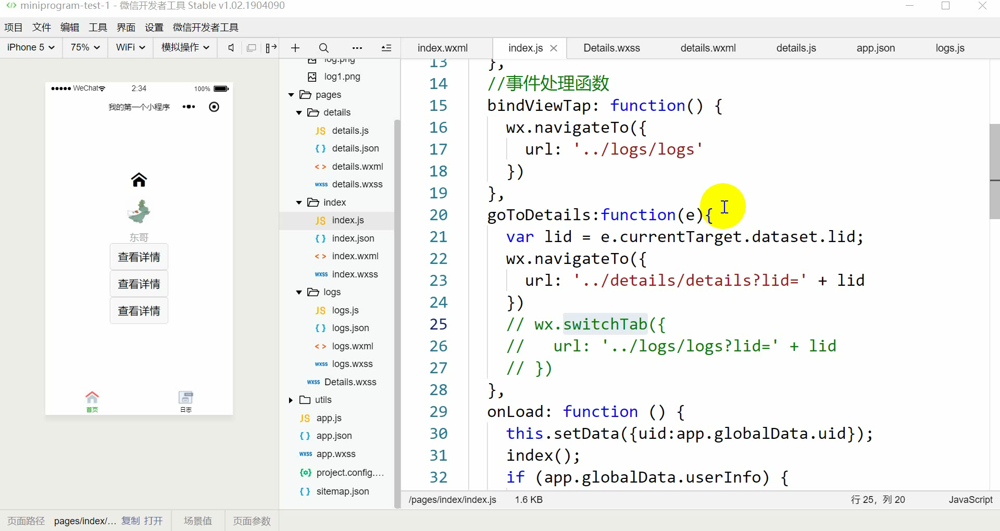 miniprogram-test-1 - 微信开发者工具 Stable v1.02.1904090
项目 文件 编辑 工具 界面 设置 微信开发者工具
iPhone 5 75% WiFi 模拟操作
index.wxml index.js Details.wxss details.wxml details.js app.json logs.js
WeChat 2:34 100%
我的第一个小程序
东哥
查看详情
查看详情
查看详情
首页 日志
log.png
log1.png
pages
details
JS details.js
{ } details.json
< > details.wxml
wxss details.wxss
index
JS index.js
{ } index.json
< > index.wxml
wxss index.wxss
logs
JS logs.js
{ } logs.json
< > logs.wxml
wxss logs.wxss
wxss Details.wxss
utils
JS app.js
{ } app.json
wxss app.wxss
project.config....
{ } sitemap.json
13 },
14 //事件处理函数
15 bindViewTap: function() {
16 wx.navigateTo({
17 url: '../logs/logs'
18 })
19 },
20 goToDetails:function(e){
21 var lid = e.currentTarget.dataset.lid;
22 wx.navigateTo({
23 url: '../details/details?lid=' + lid
24 })
25 // wx.switchTab({
26 // url: '../logs/logs?lid=' + lid
27 // })
28 },
29 onLoad: function () {
30 this.setData({uid:app.globalData.uid});
31 index();
32 if (app.globalData.userInfo) {
/pages/index/index.js 1.6 KB 行 25，列 20 JavaScript
页面路径 pages/index/... 复制 打开 场景值 页面参数